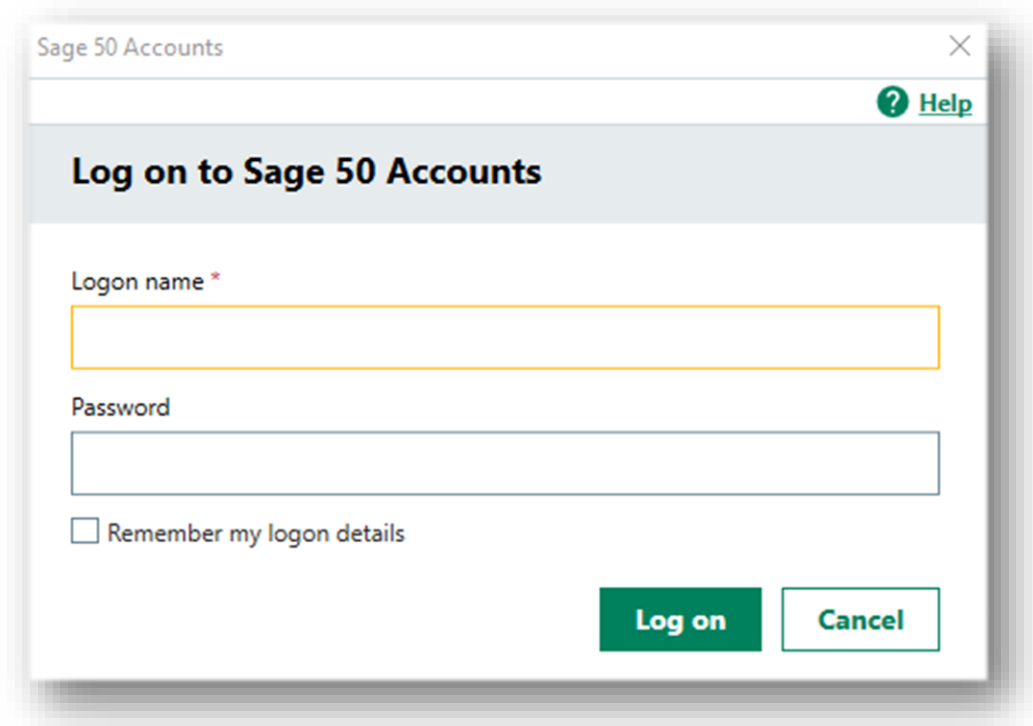 Sage 50 Accounts
? Help
Log on to Sage 50 Accounts
Logon name *
Password
Remember my logon details
Log on Cancel